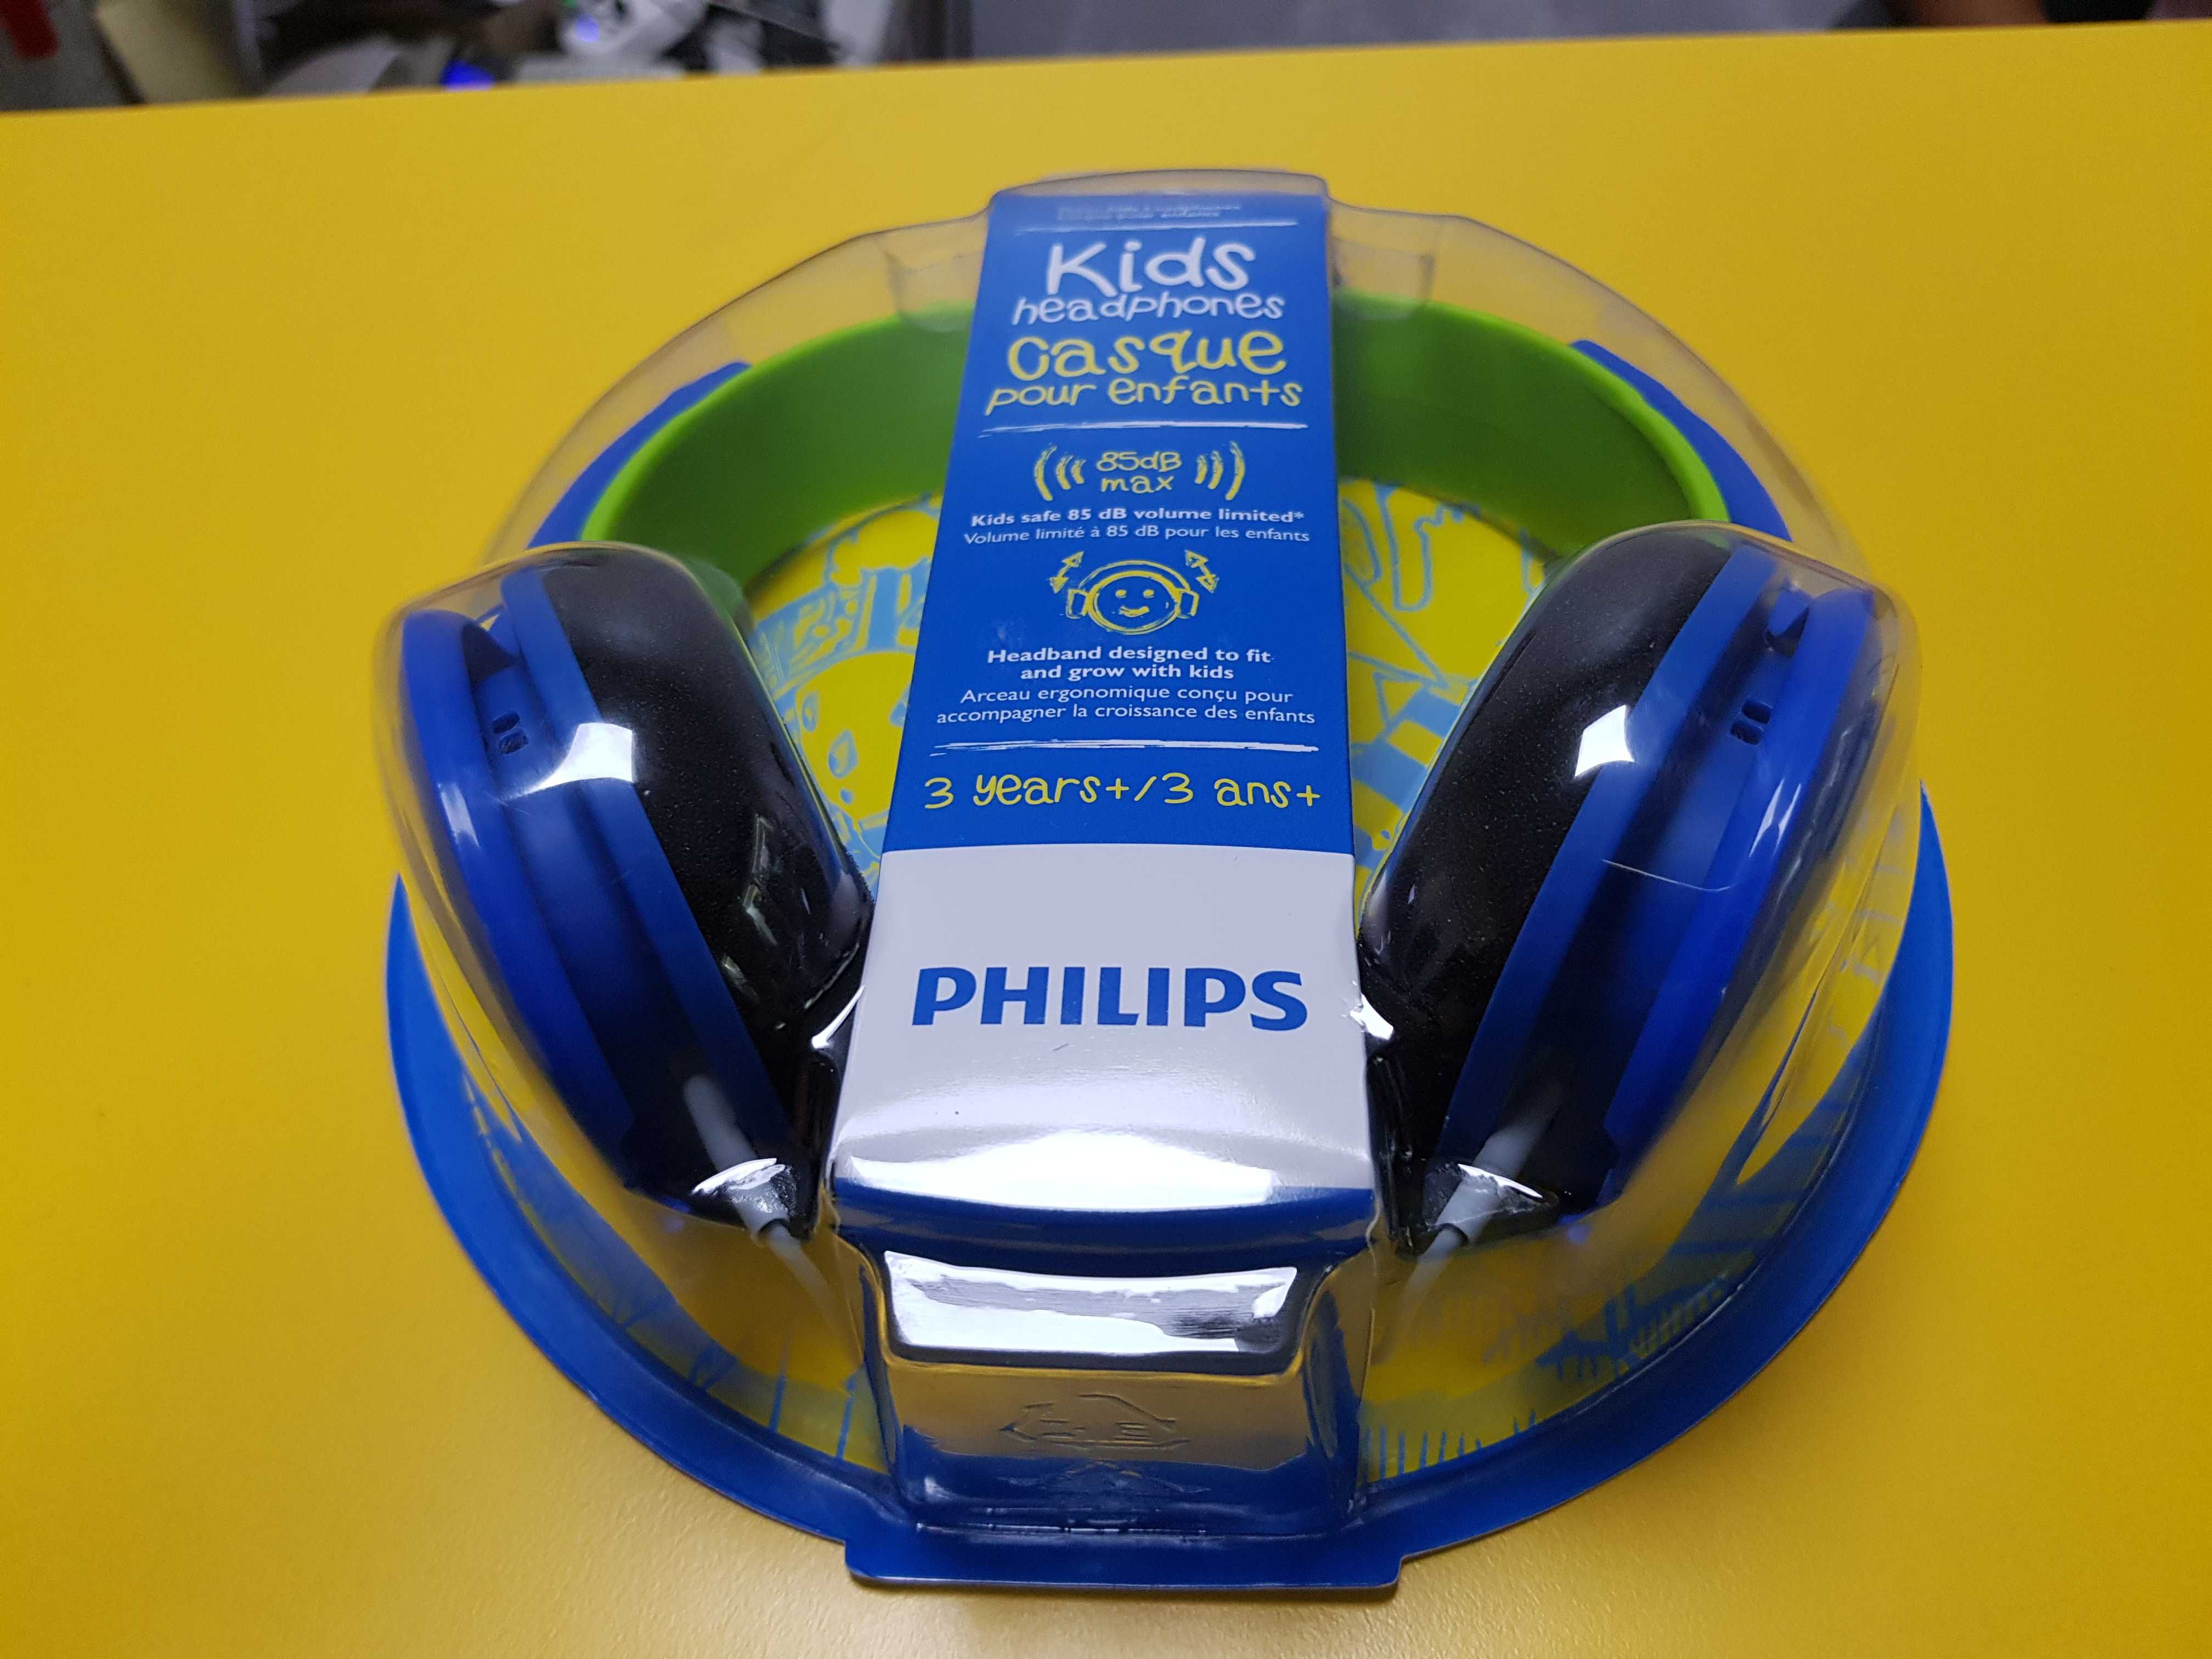 Kids
headphones
casque
pour enfants
85dB
max
Kids safe 85 dB volume limited*
Volume limité à 85 dB pour les enfants
Headband designed to fit
and grow with kids
Arceau ergonomique conçu pour
accompagner la croissance des enfants
3 years+/3 ans+
PHILIPS